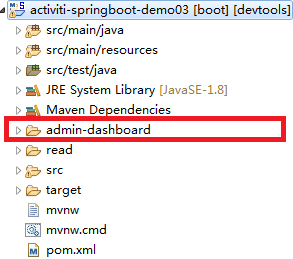 activiti-springboot-demo03 [boot] [devtools]
src/main/java
src/main/resources
src/test/java
JRE System Library [JavaSE-1.8]
Maven Dependencies
admin-dashboard
read
src
target
mvnw
mvnw.cmd
pom.xml